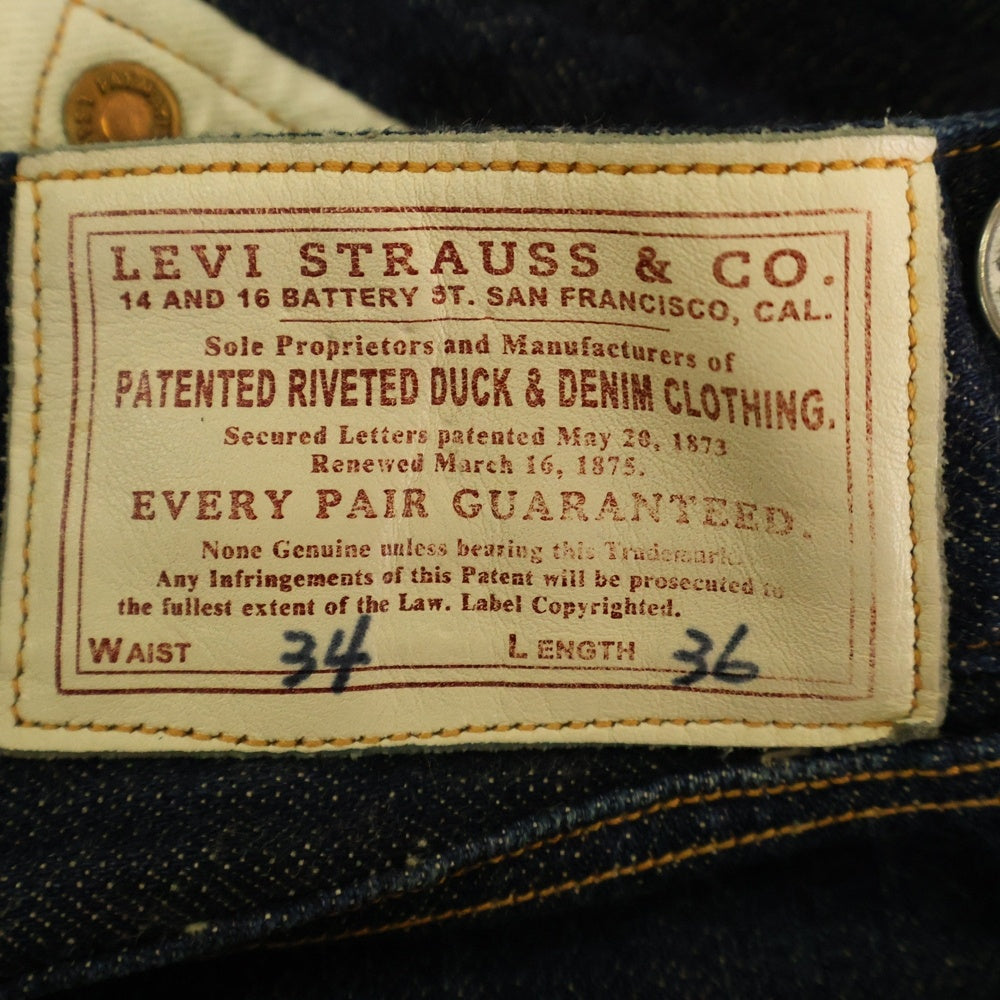 LEVI STRAUSS & CO.
14 AND 16 BATTERY ST. SAN FRANCISCO, CAL.
Sole Proprietors and Manufacturers of
PATENTED RIVETED DUCK & DENIM CLOTHING.
Secured Letters patented May 20, 1873
Renewed March 16, 1875.
EVERY PAIR GUARANTEED.
None Genuine unless bearing this Trademark.
Any Infringements of this Patent will be prosecuted to
the fullest extent of the Law. Label Copyrighted.
WAIST 34 LENGTH 36